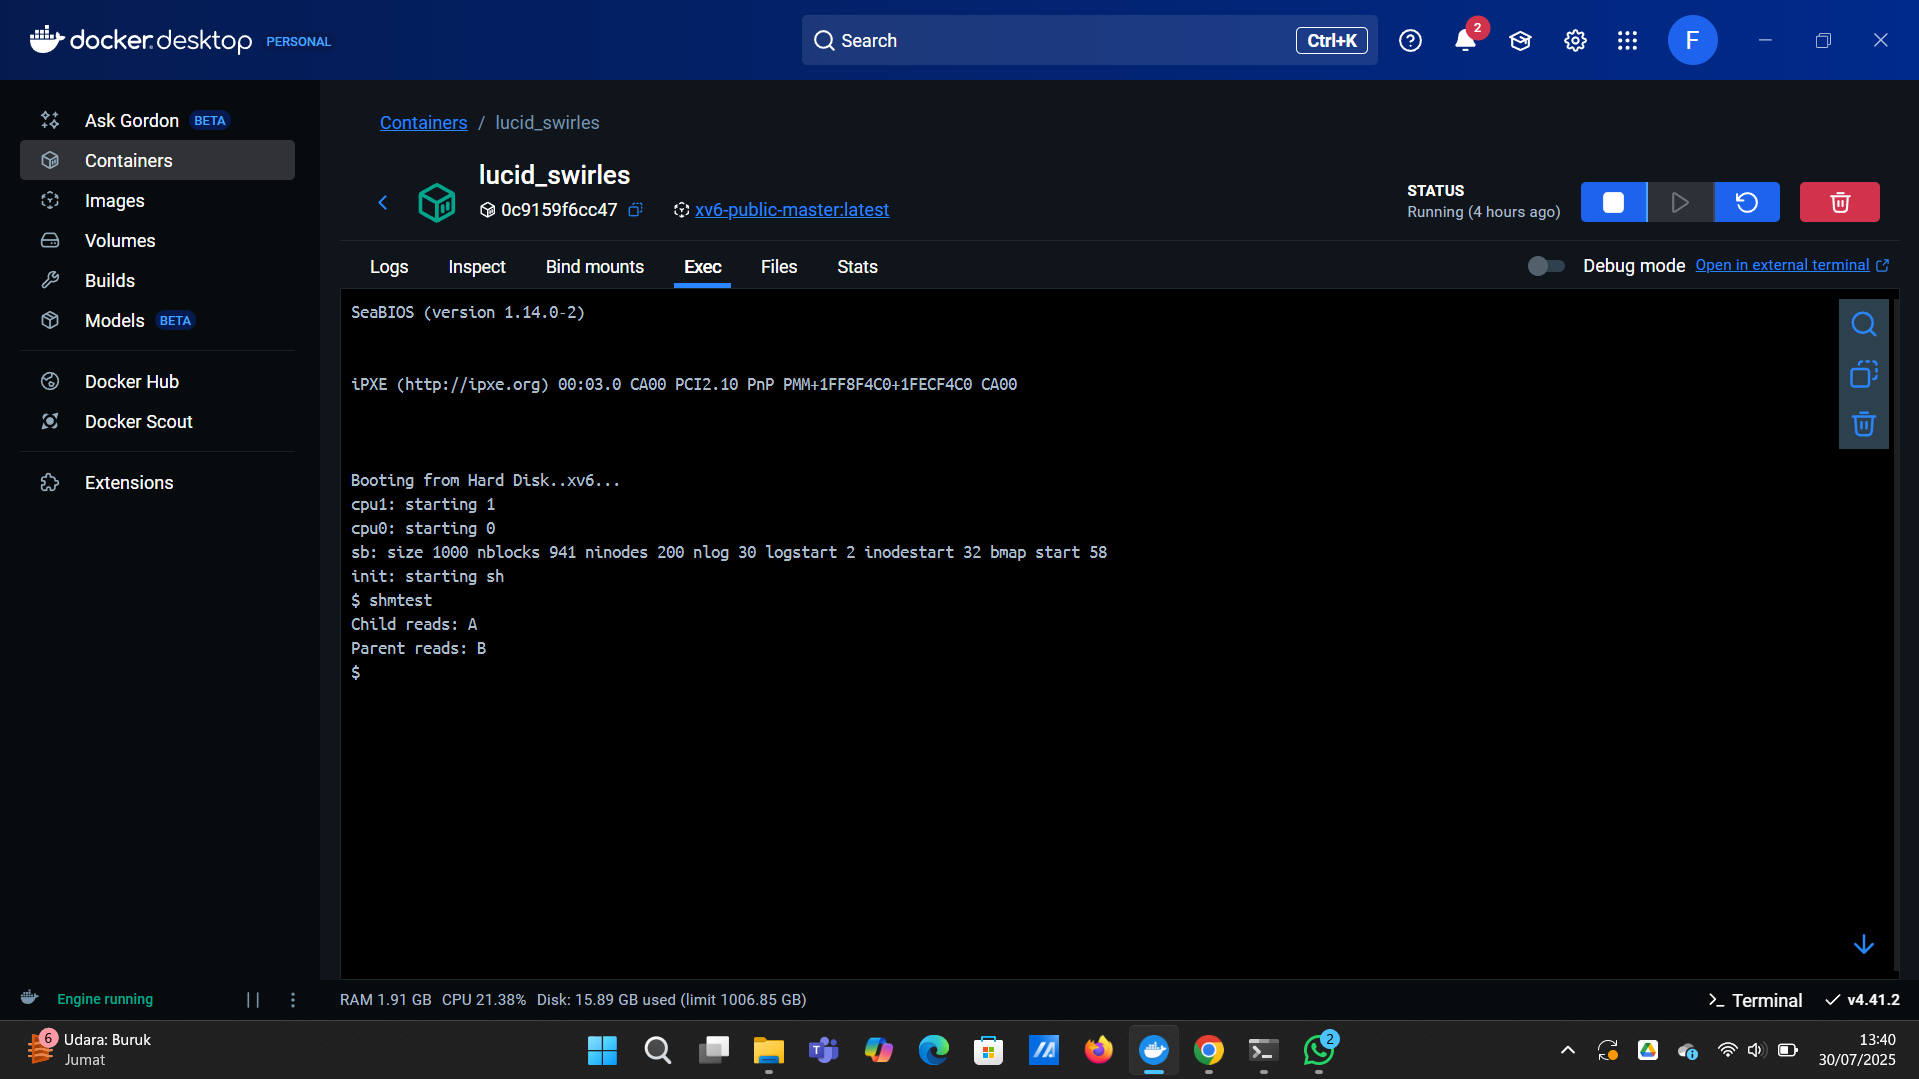 docker.desktop PERSONAL
Search
Ctrl+K
2
F
Ask Gordon BETA
Containers
Images
Volumes
Builds
Models BETA
Docker Hub
Docker Scout
Extensions
Containers / lucid_swirles
lucid_swirles
0c9159f6cc47
xv6-public-master:latest
STATUS
Running (4 hours ago)
Logs
Inspect
Bind mounts
Exec
Files
Stats
Debug mode
Open in external terminal
SeaBIOS (version 1.14.0-2)
iPXE (http://ipxe.org) 00:03.0 CA00 PCI2.10 PnP PMM+1FF8F4C0+1FECF4C0 CA00
Booting from Hard Disk..xv6...
cpu1: starting 1
cpu0: starting 0
sb: size 1000 nblocks 941 ninodes 200 nlog 30 logstart 2 inodestart 32 bmap start 58
init: starting sh
$ shmtest
Child reads: A
Parent reads: B
$
Engine running
RAM 1.91 GB CPU 21.38% Disk: 15.89 GB used (limit 1006.85 GB)
Terminal
v4.41.2
6
Udara: Buruk
Jumat
2
13:40
30/07/2025